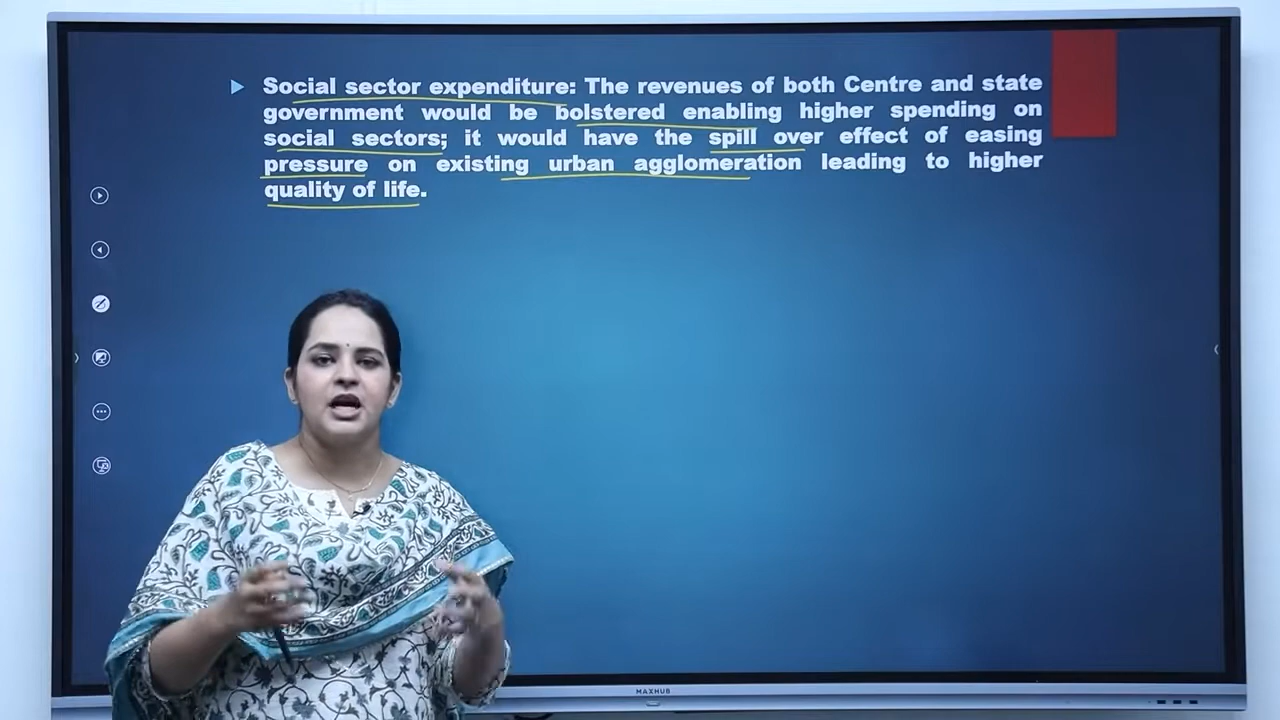 Social sector expenditure: The revenues of both Centre and state
government would be bolstered enabling higher spending on
social sectors; it would have the spill over effect of easing
pressure on existing urban agglomeration leading to higher
quality of life.
MAXHUB